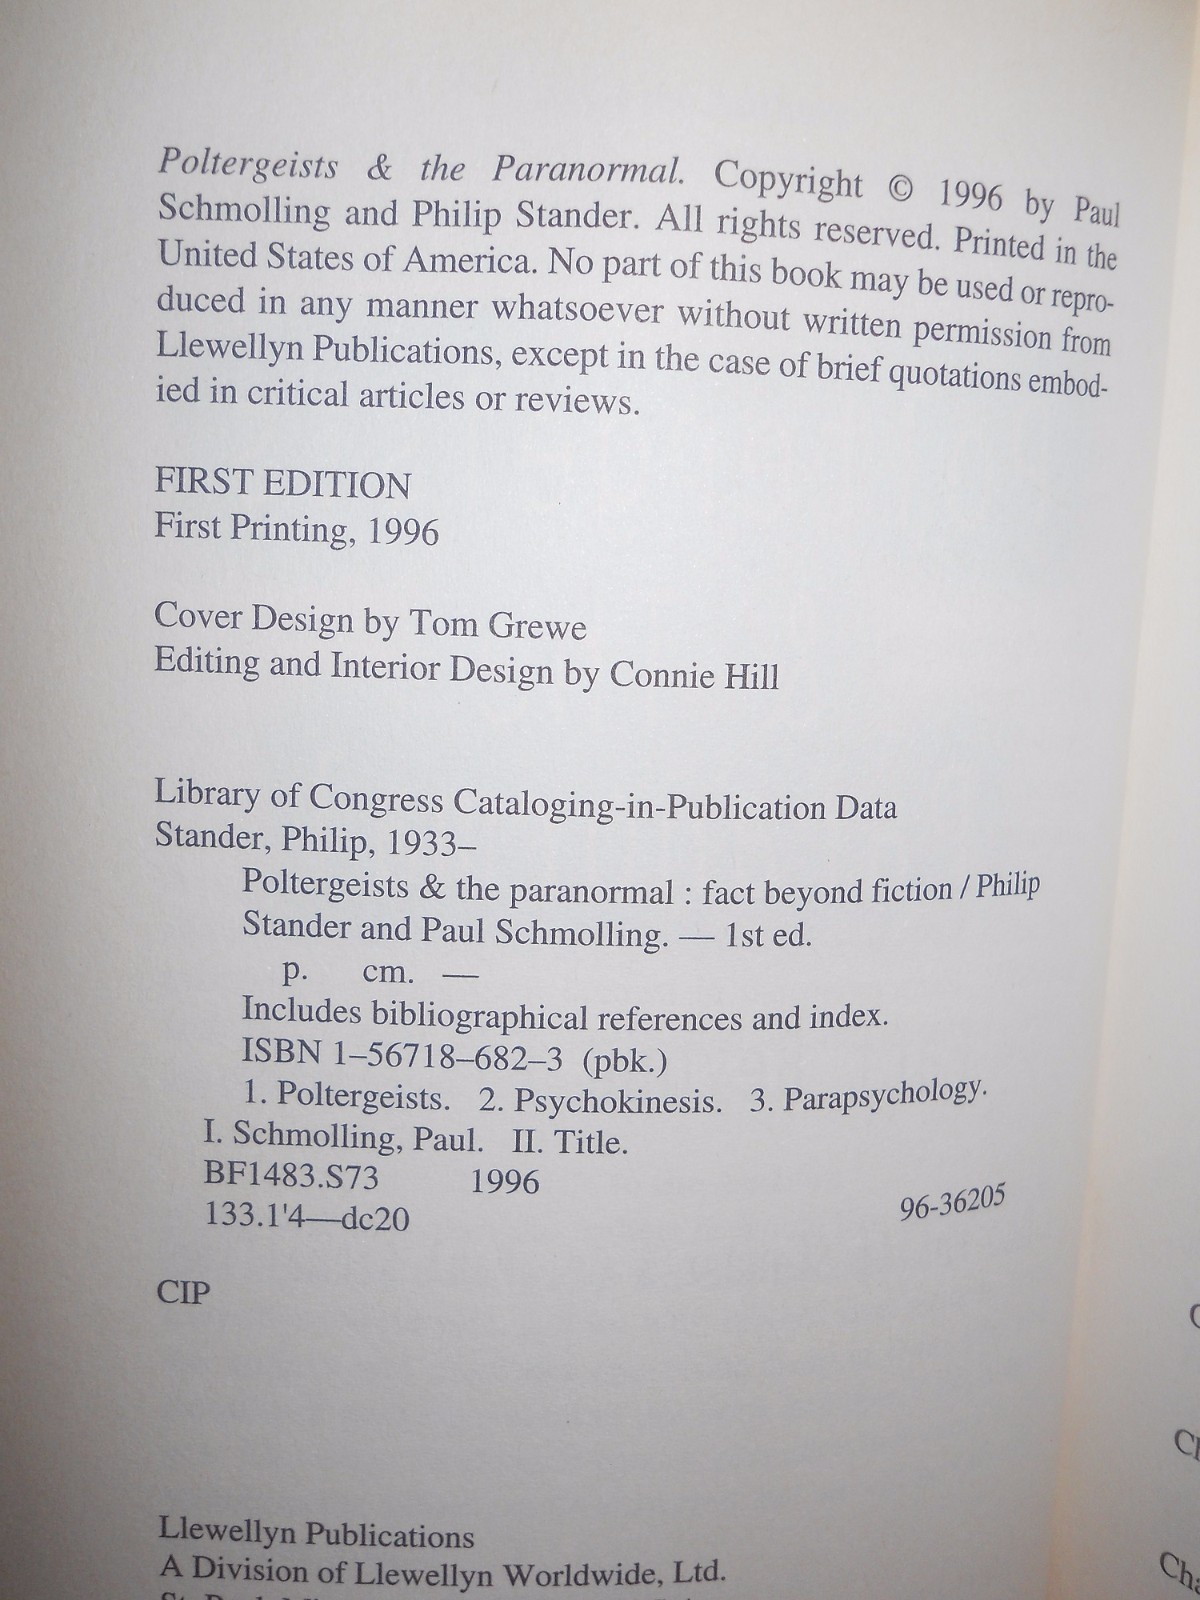 Poltergeists & the Paranormal. Copyright © 1996 by Paul
Schmolling and Philip Stander. All rights reserved. Printed in the
United States of America. No part of this book may be used or repro-
duced in any manner whatsoever without written permission from
Llewellyn Publications, except in the case of brief quotations embod-
ied in critical articles or reviews.
FIRST EDITION
First Printing, 1996
Cover Design by Tom Grewe
Editing and Interior Design by Connie Hill
Library of Congress Cataloging-in-Publication Data
Stander, Philip, 1933–
Poltergeists & the paranormal : fact beyond fiction / Philip
Stander and Paul Schmolling. — 1st ed.
p. cm. —
Includes bibliographical references and index.
ISBN 1–56718–682–3 (pbk.)
1. Poltergeists. 2. Psychokinesis. 3. Parapsychology.
I. Schmolling, Paul. II. Title.
BF1483.S73 1996
133.1'4—dc20 96-36205
CIP
Llewellyn Publications
A Division of Llewellyn Worldwide, Ltd.